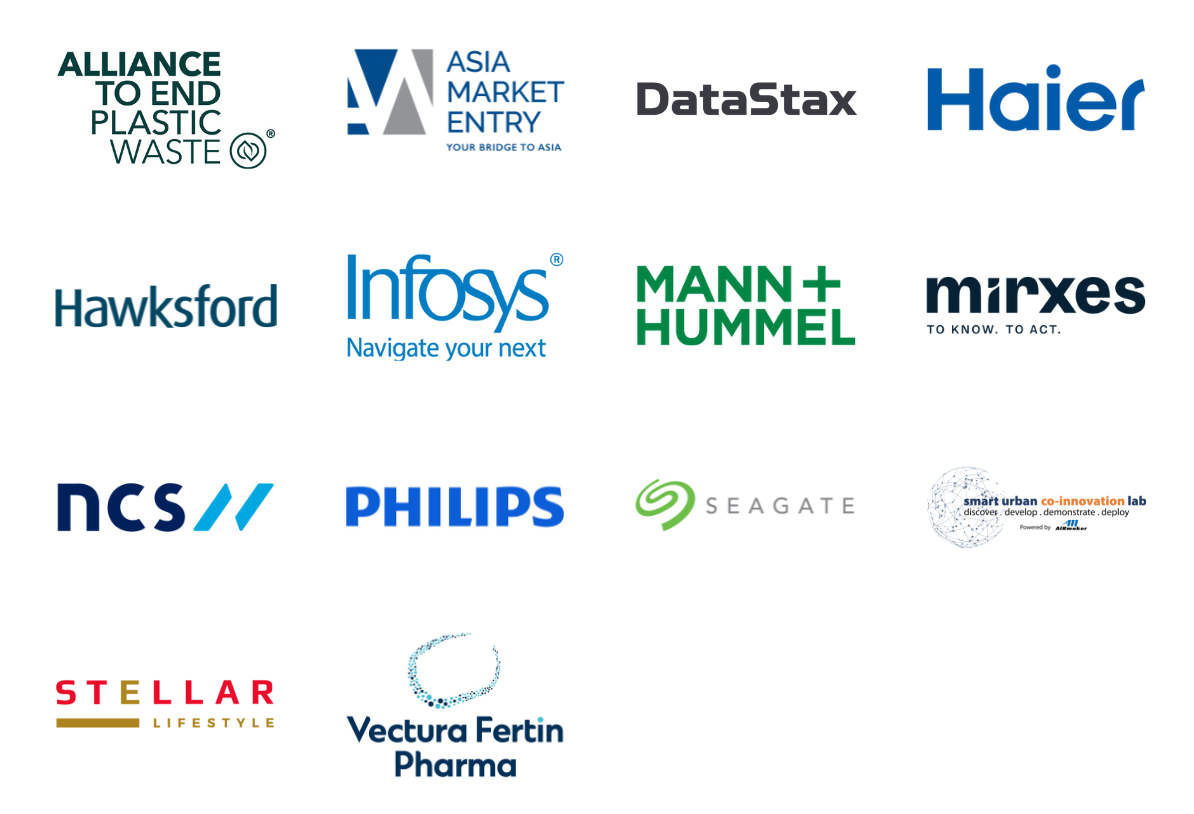 ALLIANCE
TO END
PLASTIC
WASTE ®
ASIA
MARKET
ENTRY
YOUR BRIDGE TO ASIA
DataStax
Haier
Hawksford
Infosys ®
Navigate your next
MANN+
HUMMEL
mirxes
TO KNOW. TO ACT.
ncs
PHILIPS
SEAGATE
smart urban co-innovation lab
discover . develop . demonstrate . deploy
Powered by AIRmaker
STELLAR
LIFESTYLE
Vectura Fertin
Pharma